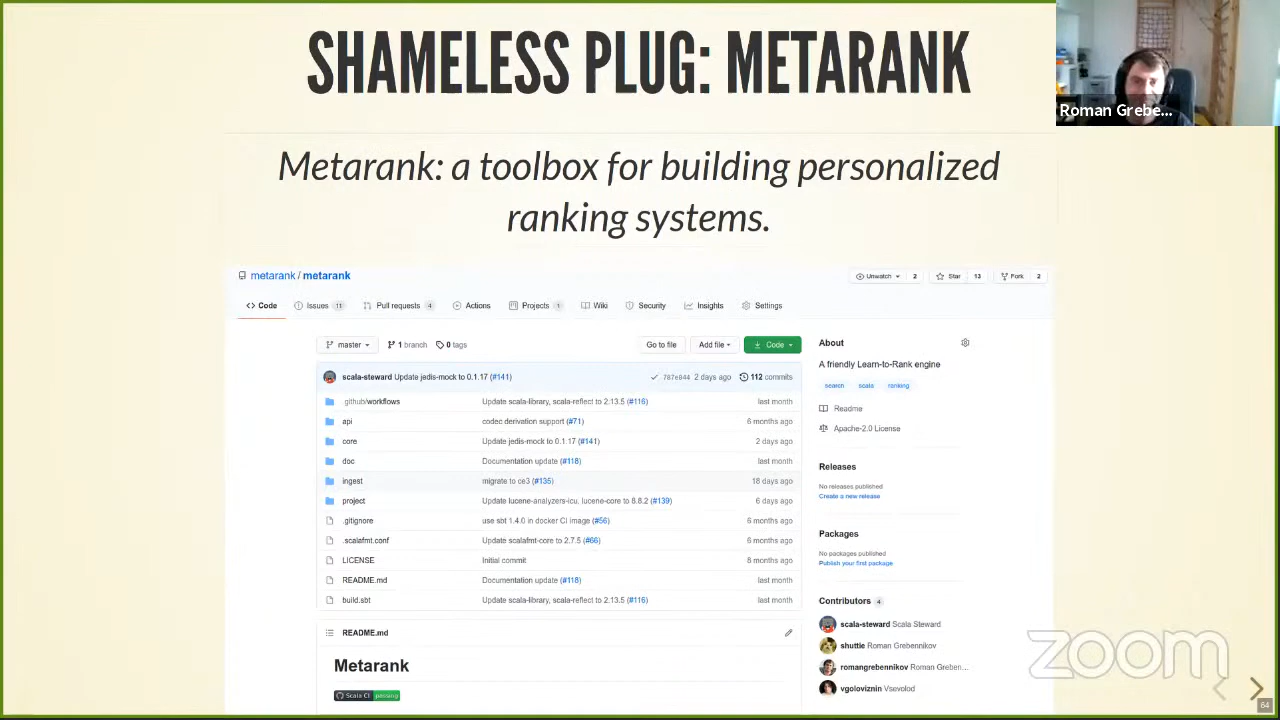 SHAMELESS PLUG: METARANK
Roman Grebe...
Metarank: a toolbox for building personalized
ranking systems.
metarank / metarank
Unwatch 2 Star 13 Fork 2
Code Issues 11 Pull requests 4 Actions Projects 1 Wiki Security Insights Settings
master 1 branch 0 tags Go to file Add file Code
scala-steward Update jedis-mock to 0.1.17 (#141) 787e044 2 days ago 112 commits
.github/workflows Update scala-library, scala-reflect to 2.13.5 (#116) last month
api codec derivation support (#71) 6 months ago
core Update jedis-mock to 0.1.17 (#141) 2 days ago
doc Documentation update (#118) last month
ingest migrate to ce3 (#135) 18 days ago
project Update lucene-analyzers-icu, lucene-core to 8.8.2 (#139) 6 days ago
.gitignore use sbt 1.4.0 in docker CI image (#56) 6 months ago
.scalafmt.conf Update scalafmt-core to 2.7.5 (#66) 6 months ago
LICENSE Initial commit 8 months ago
README.md Documentation update (#118) last month
build.sbt Update scala-library, scala-reflect to 2.13.5 (#116) last month
README.md
Metarank
Scala CI passing
About
A friendly Learn-to-Rank engine
search scala ranking
Readme
Apache-2.0 License
Releases
No releases published
Create a new release
Packages
No packages published
Publish your first package
Contributors 4
scala-steward Scala Steward
shuttie Roman Grebennikov
romangrebennikov Roman Greben...
vgoloviznin Vsevolod
zoom
64